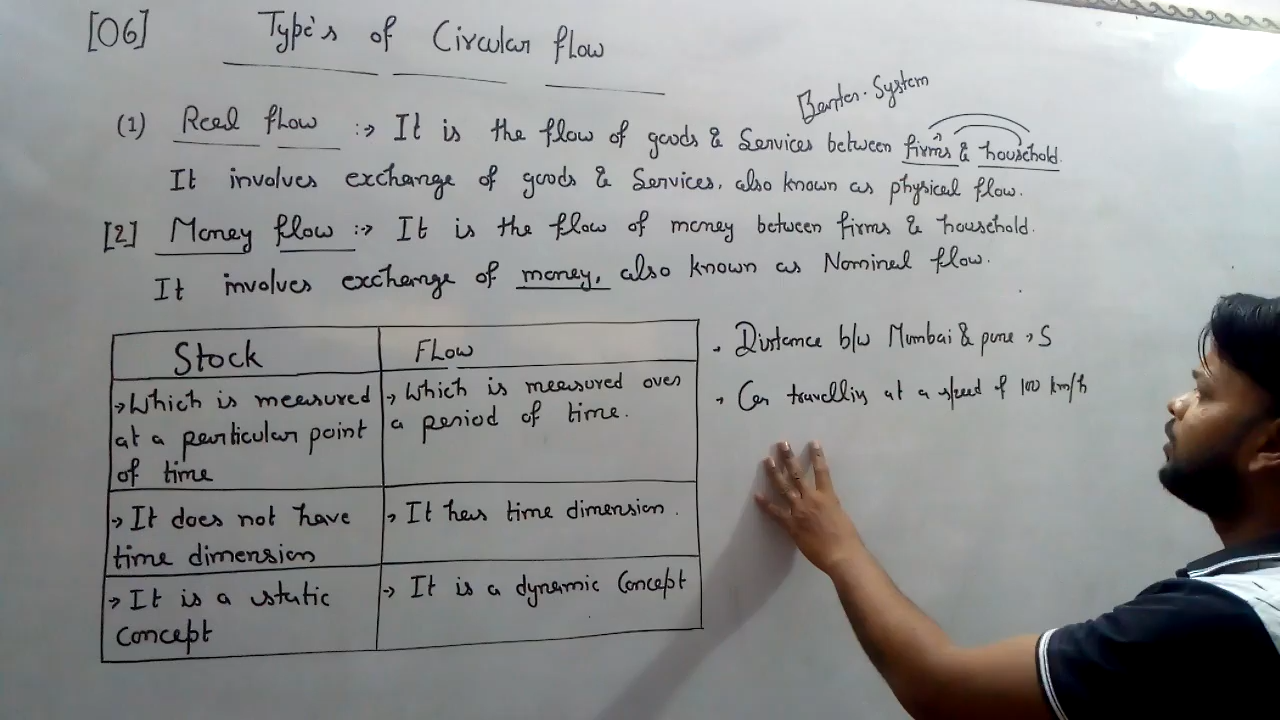 [06] Type's of Circular flow
Barter System
(1) Real flow :→ It is the flow of goods & Services between firms & household.
It involves exchange of goods & Services, also known as physical flow.
[2] Money flow :→ It is the flow of money between firms & household.
It involves exchange of money, also known as Nominal flow.
Stock
Flow
→ Which is measured
at a particular point
of time
→ Which is measured over
a period of time.
→ It does not have
time dimension
→ It has time dimension.
→ It is a static
Concept
→ It is a dynamic Concept
. Distance b/w Mumbai & pune → S
→ Car travelling at a speed of 100 km/h